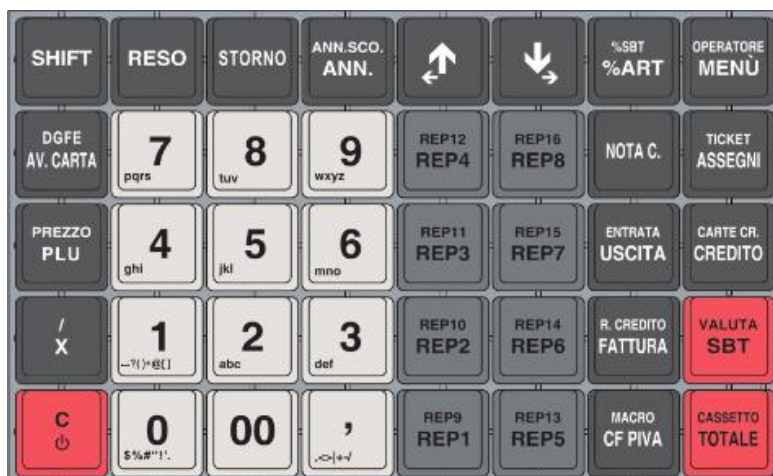 SHIFT
RESO
STORNO
ANN.SCO.
ANN.
%SBT
%ART
OPERATORE
MENÙ
DGFE
AV. CARTA
7
pqrs
8
tuv
9
wxyz
REP12
REP4
REP16
REP8
NOTA C.
TICKET
ASSEGNI
PREZZO
PLU
4
ghi
5
jkl
6
mno
REP11
REP3
REP15
REP7
ENTRATA
USCITA
CARTE CR.
CREDITO
/
X
1
2
abc
3
def
REP10
REP2
REP14
REP6
R. CREDITO
FATTURA
VALUTA
SBT
C
0
$%#"!'.
00
,
REP9
REP1
REP13
REP5
MACRO
CF PIVA
CASSETTO
TOTALE